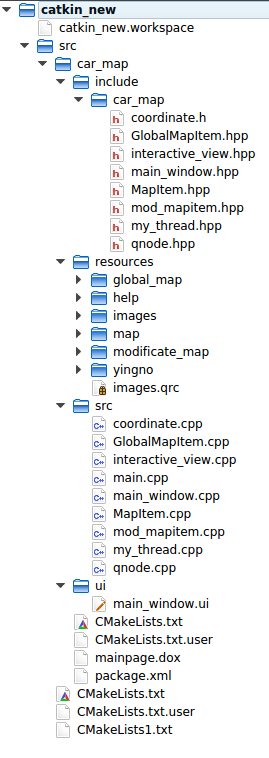 catkin_new
catkin_new.workspace
src
car_map
include
car_map
coordinate.h
GlobalMapItem.hpp
interactive_view.hpp
main_window.hpp
MapItem.hpp
mod_mapitem.hpp
my_thread.hpp
qnode.hpp
resources
global_map
help
images
map
modificate_map
yingno
images.qrc
src
coordinate.cpp
GlobalMapItem.cpp
interactive_view.cpp
main.cpp
main_window.cpp
MapItem.cpp
mod_mapitem.cpp
my_thread.cpp
qnode.cpp
ui
main_window.ui
CMakeLists.txt
CMakeLists.txt.user
mainpage.dox
package.xml
CMakeLists.txt
CMakeLists.txt.user
CMakeLists1.txt